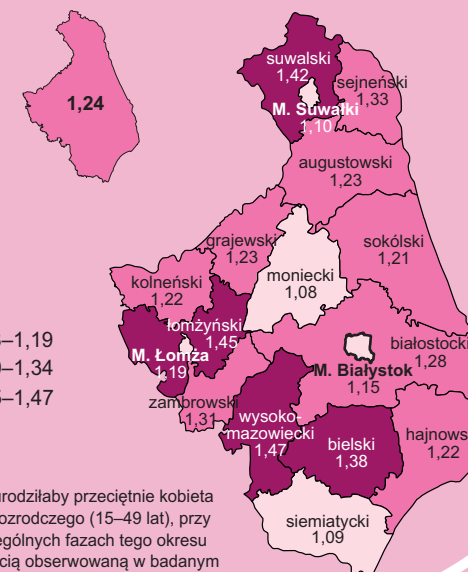 1,24
suwalski
1,42
sejneński
1,33
M. Suwałki
1,10
augustowski
1,23
grajewski
1,23
sokólski
1,21
moniecki
1,08
kolneński
1,22
łomżyński
1,45
M. Łomża
1,19
białostocki
1,28
M. Białystok
1,15
zambrowski
1,31
wysoko-
mazowiecki
1,47
bielski
1,38
hajnows
1,22
siemiatycki
1,09
–1,19
–1,34
–1,47
urodziłaby przeciętnie kobieta
ozrodczego (15–49 lat), przy
ególnych fazach tego okresu
cią obserwowaną w badanym